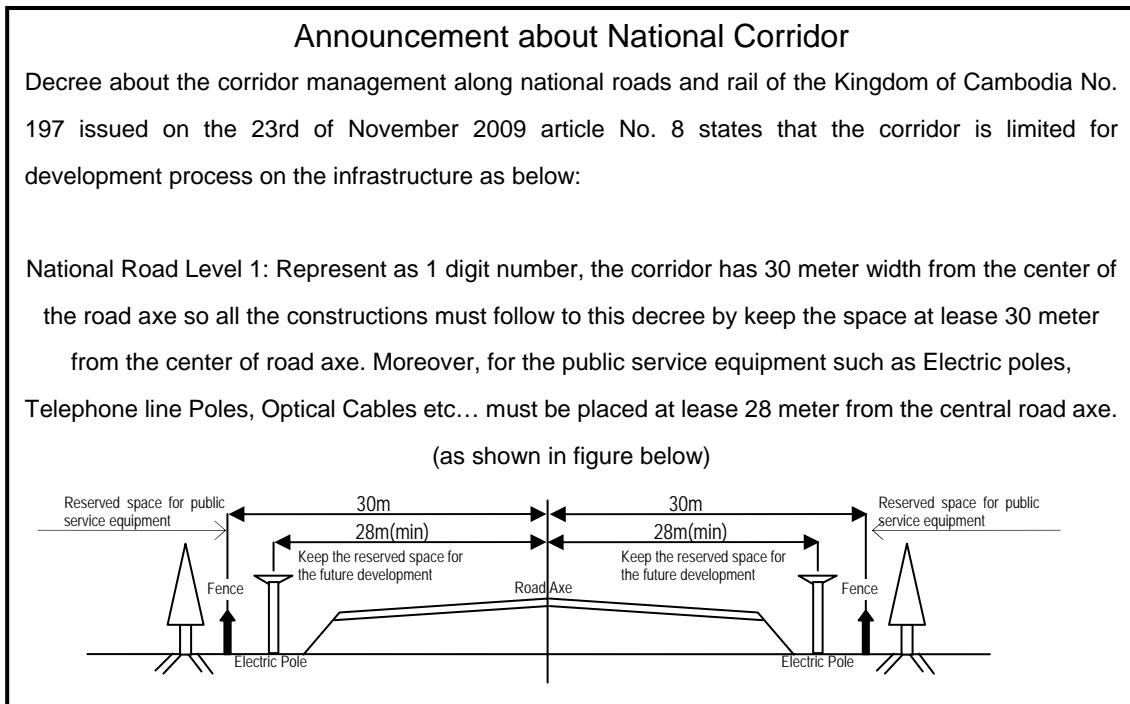 Announcement about National Corridor
Decree about the corridor management along national roads and rail of the Kingdom of Cambodia No.
197 issued on the 23rd of November 2009 article No. 8 states that the corridor is limited for
development process on the infrastructure as below:
National Road Level 1: Represent as 1 digit number, the corridor has 30 meter width from the center of
the road axe so all the constructions must follow to this decree by keep the space at lease 30 meter
from the center of road axe. Moreover, for the public service equipment such as Electric poles,
Telephone line Poles, Optical Cables etc… must be placed at lease 28 meter from the central road axe.
(as shown in figure below)
Reserved space for public
service equipment
30m
30m
Reserved space for public
service equipment
28m(min)
28m(min)
Keep the reserved space for
the future development
Keep the reserved space for
the future development
Fence
Road Axe
Fence
Electric Pole
Electric Pole